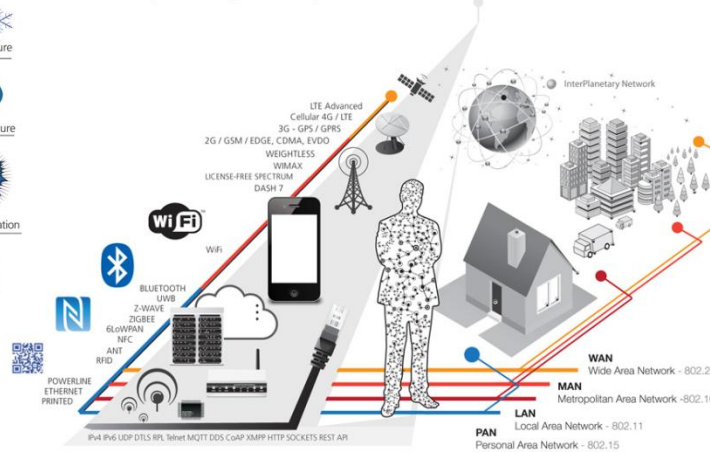 ure
ure
ation
InterPlanetary Network
LTE Advanced
Cellular 4G / LTE
3G - GPS / GPRS
2G / GSM / EDGE, CDMA, EVDO
WEIGHTLESS
WIMAX
LICENSE-FREE SPECTRUM
DASH 7
Wi Fi
WiFi
BLUETOOTH
UWB
Z-WAVE
ZIGBEE
6LoWPAN
NFC
ANT
RFID
POWERLINE
ETHERNET
PRINTED
WAN
Wide Area Network - 802.2
MAN
Metropolitan Area Network -802.16
LAN
Local Area Network - 802.11
PAN
Personal Area Network - 802.15
IPv4 IPv6 UDP DTLS RPL Telnet MQTT DDS CoAP XMPP HTTP SOCKETS REST API